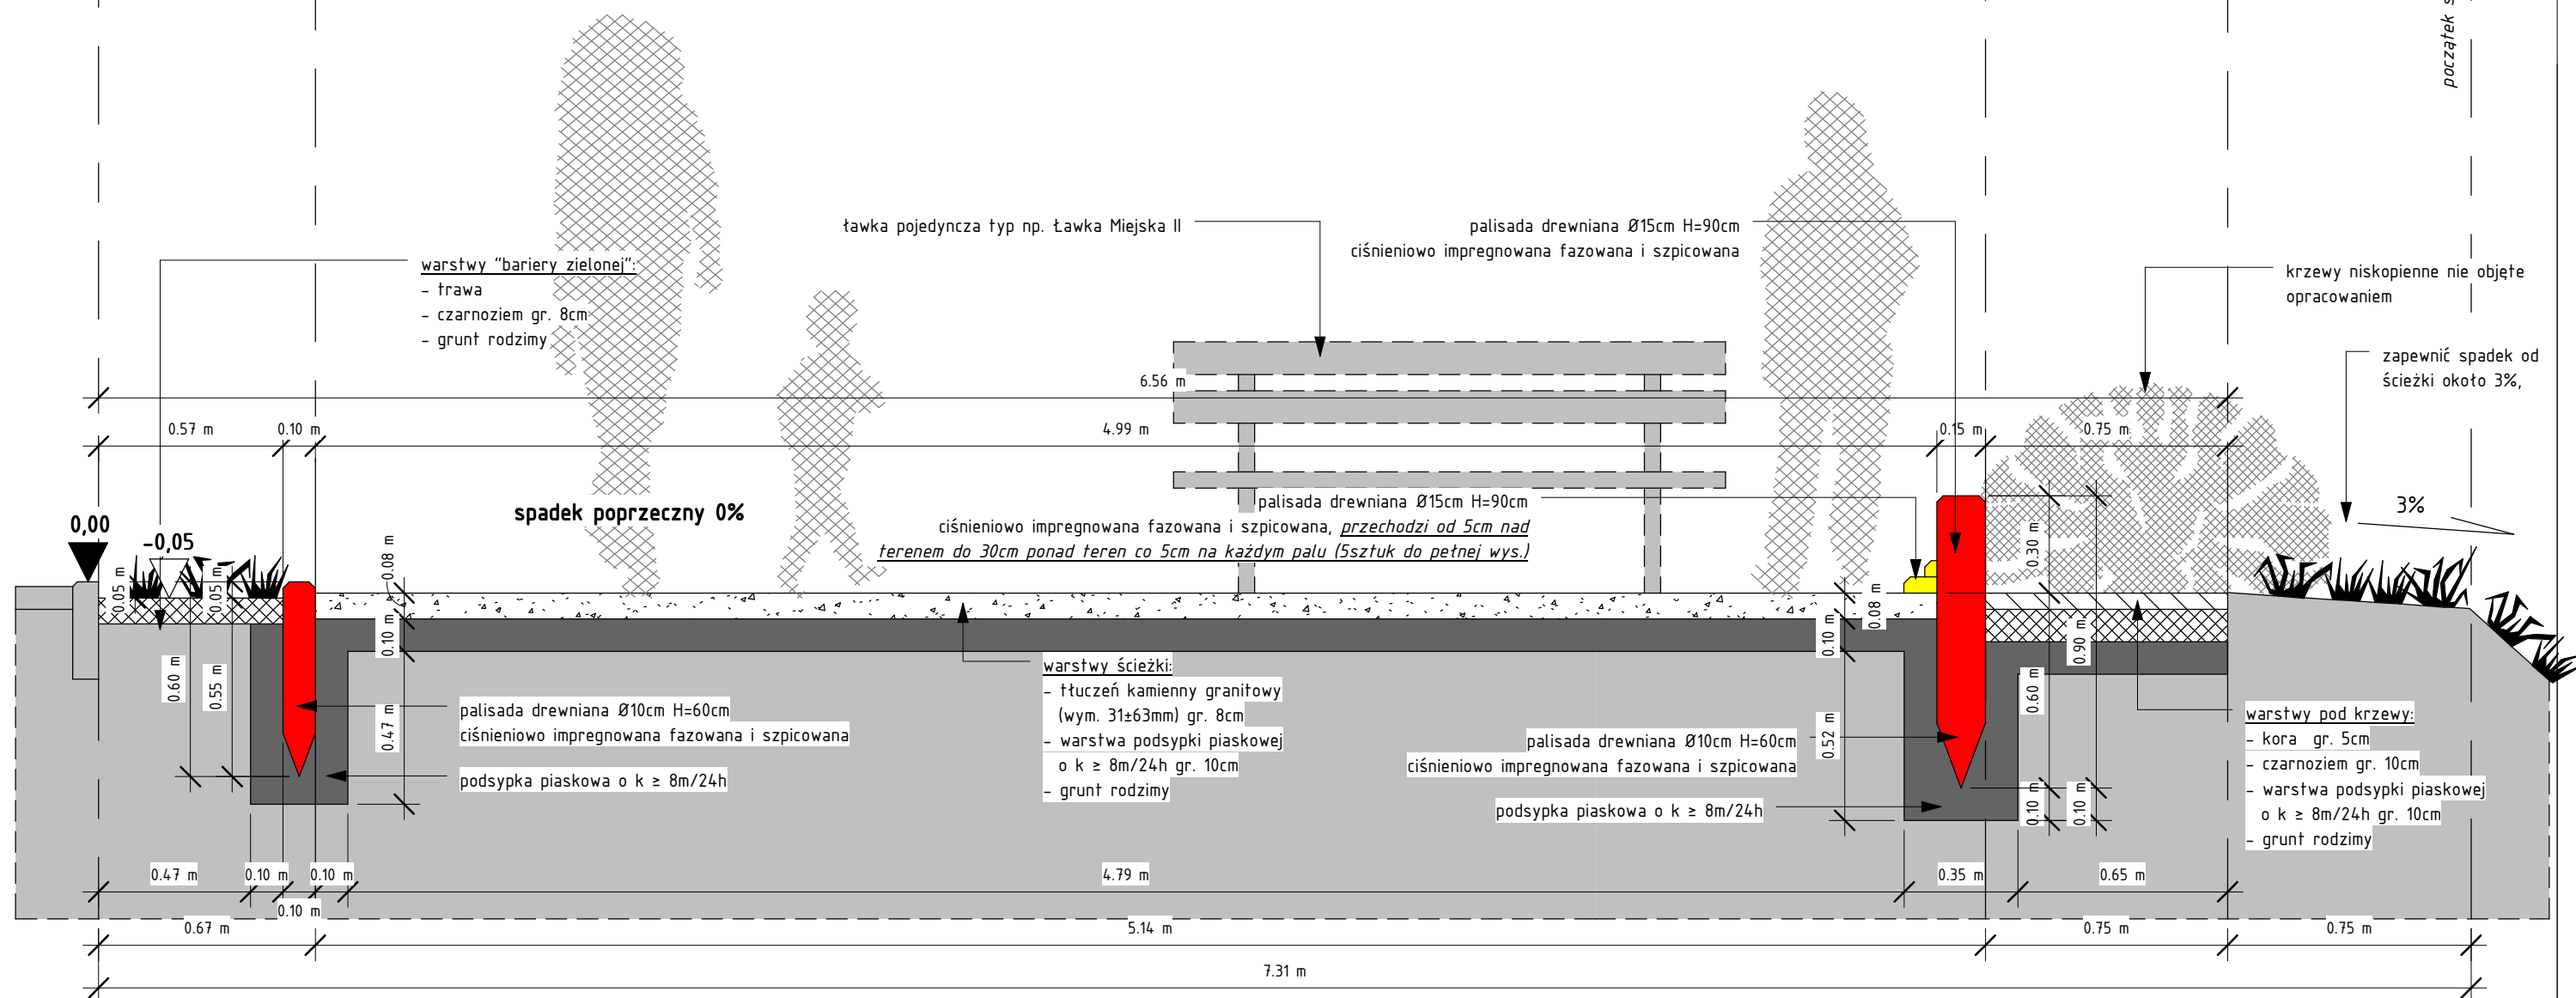 początek s
ławka pojedyncza typ np. Ławka Miejska II
palisada drewniana Ø15cm H=90cm
ciśnieniowo impregnowana fazowana i szpicowana
warstwy "bariery zielonej":
- trawa
- czarnoziem gr. 8cm
- grunt rodzimy
krzewy niskopienne nie objęte
opracowaniem
zapewnić spadek od
ścieżki około 3%,
6.56 m
0.57 m
0.10 m
4.99 m
0.15 m
0.75 m
spadek poprzeczny 0%
palisada drewniana Ø15cm H=90cm
ciśnieniowo impregnowana fazowana i szpicowana, przechodzi od 5cm nad
terenem do 30cm ponad teren co 5cm na każdym palu (5sztuk do pełnej wys.)
3%
0,00
-0,05
0.05 m
0.05 m
0.08 m
0.10 m
0.47 m
0.60 m
0.55 m
0.30 m
0.08 m
0.10 m
0.52 m
0.90 m
0.60 m
0.10 m
0.10 m
palisada drewniana Ø10cm H=60cm
ciśnieniowo impregnowana fazowana i szpicowana
podsypka piaskowa o k ≥ 8m/24h
warstwy ścieżki:
- tłuczeń kamienny granitowy
(wym. 31±63mm) gr. 8cm
- warstwa podsypki piaskowej
o k ≥ 8m/24h gr. 10cm
- grunt rodzimy
palisada drewniana Ø10cm H=60cm
ciśnieniowo impregnowana fazowana i szpicowana
podsypka piaskowa o k ≥ 8m/24h
warstwy pod krzewy:
- kora gr. 5cm
- czarnoziem gr. 10cm
- warstwa podsypki piaskowej
o k ≥ 8m/24h gr. 10cm
- grunt rodzimy
0.47 m
0.10 m
0.10 m
4.79 m
0.35 m
0.65 m
0.10 m
0.67 m
5.14 m
0.75 m
0.75 m
7.31 m